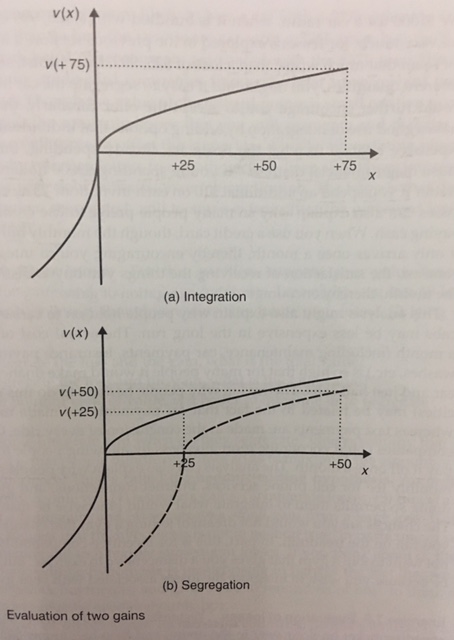 v(x)
v(+ 75)
+25
+50
+75
x
(a) Integration
v(x)
v(+50)
v(+25)
+25
+50
x
(b) Segregation
Evaluation of two gains